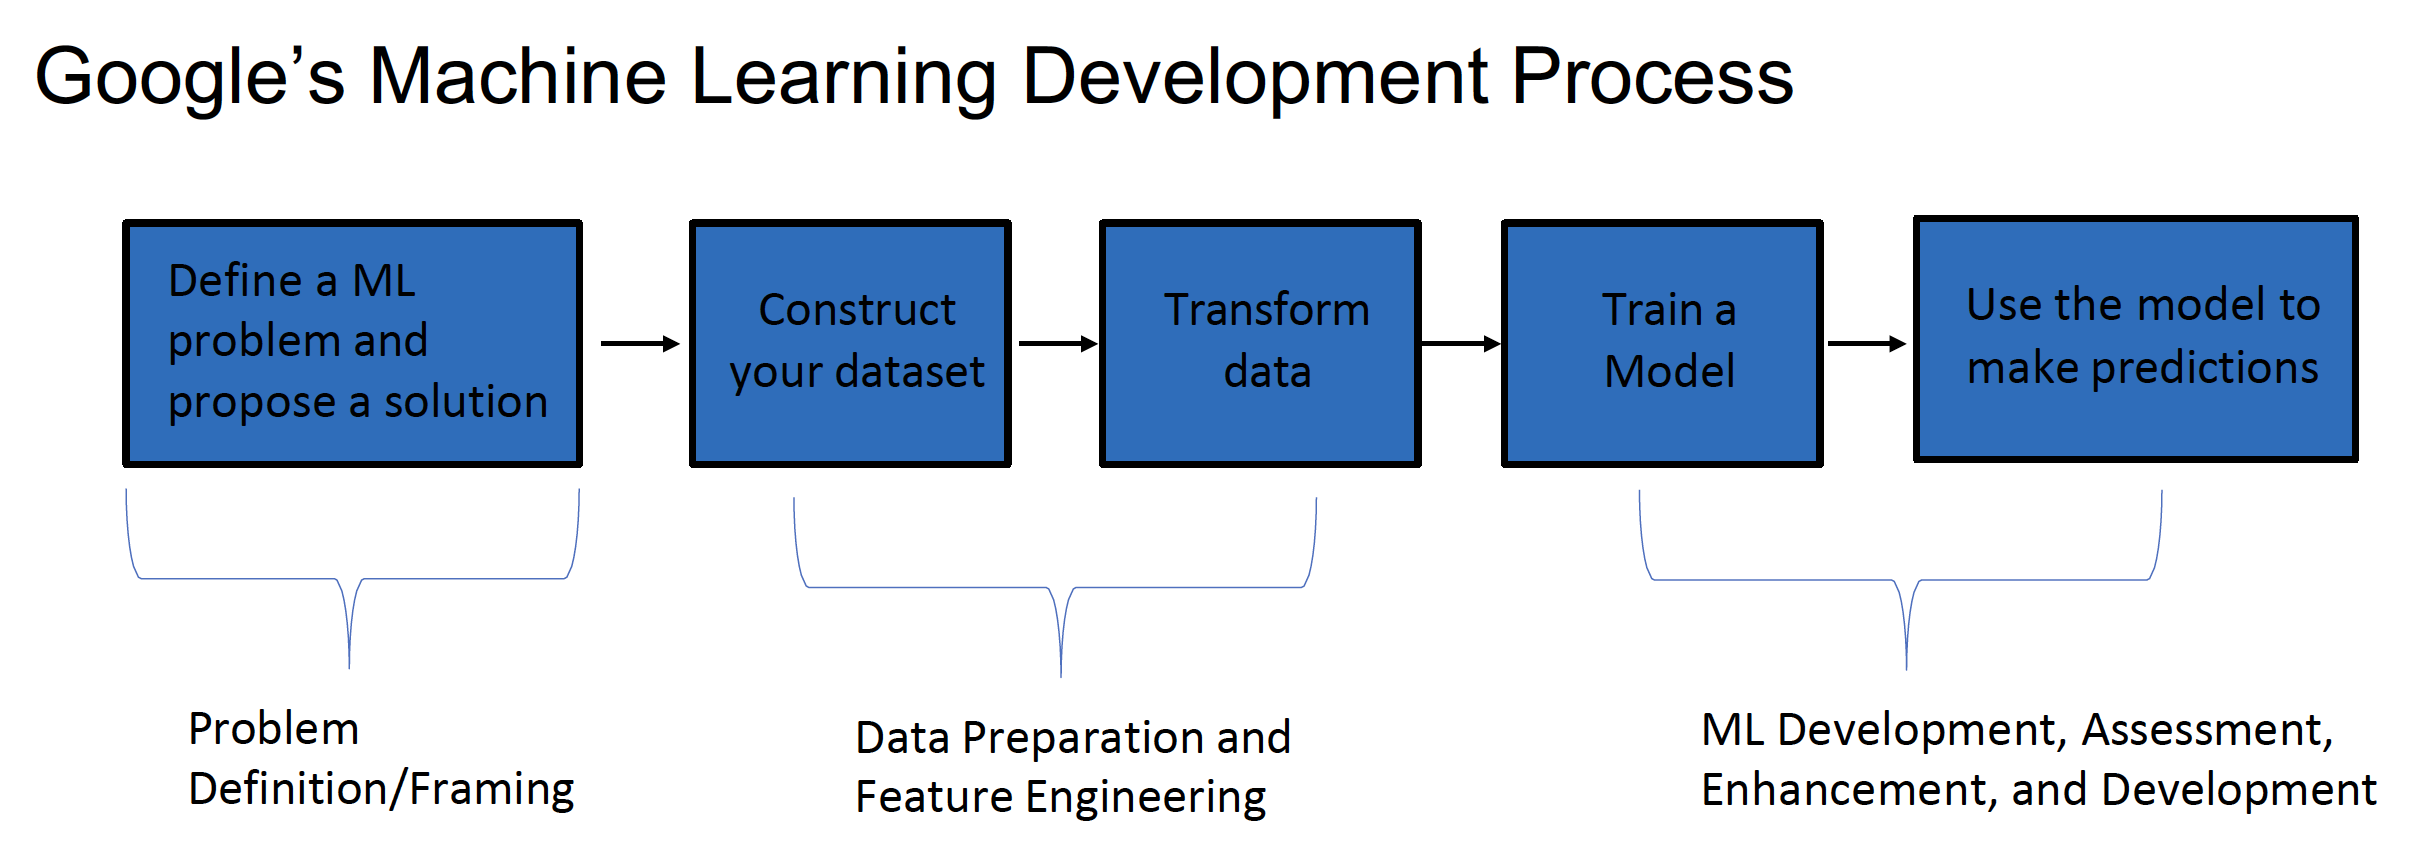 Google’s Machine Learning Development Process
Define a ML
problem and
propose a solution
Construct
your dataset
Transform
data
Train a
Model
Use the model to
make predictions
Problem
Definition/Framing
Data Preparation and
Feature Engineering
ML Development, Assessment,
Enhancement, and Development